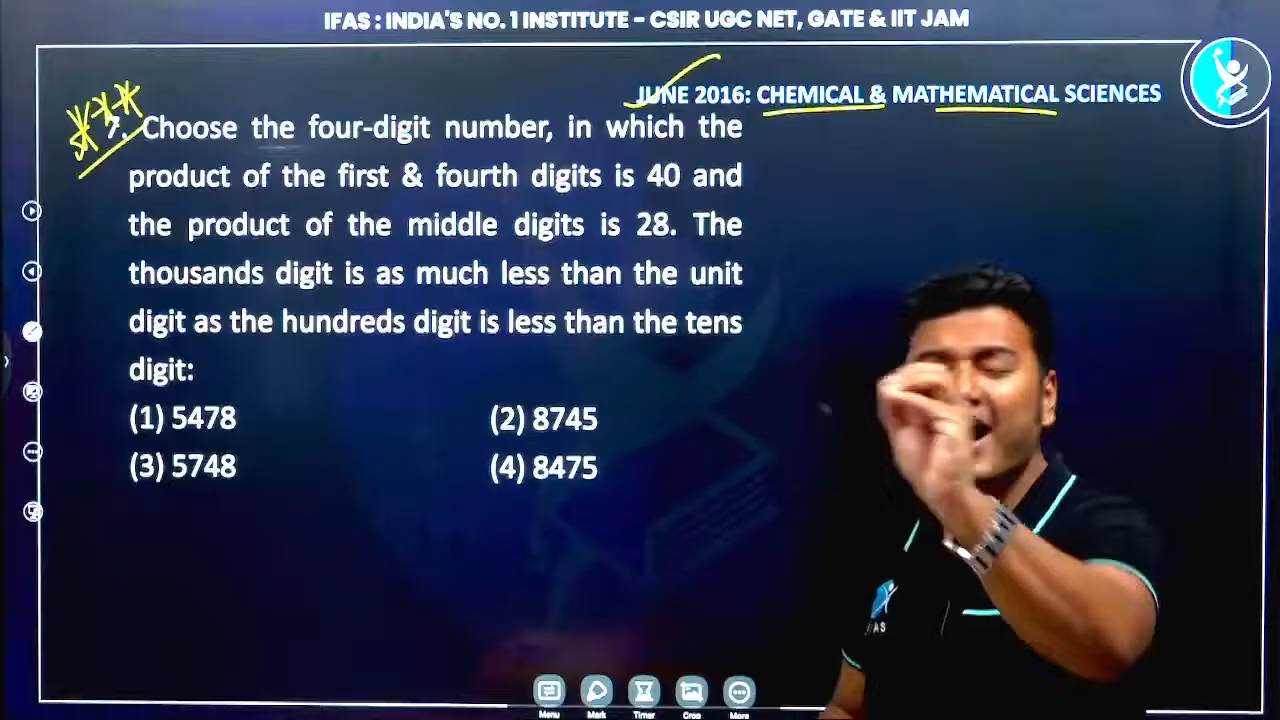 IFAS : INDIA'S NO. 1 INSTITUTE – CSIR UGC NET, GATE & IIT JAM
JUNE 2016: CHEMICAL & MATHEMATICAL SCIENCES
7. Choose the four-digit number, in which the
product of the first & fourth digits is 40 and
the product of the middle digits is 28. The
thousands digit is as much less than the unit
digit as the hundreds digit is less than the tens
digit:
(1) 5478 (2) 8745
(3) 5748 (4) 8475
Menu Mark Timer Crop More